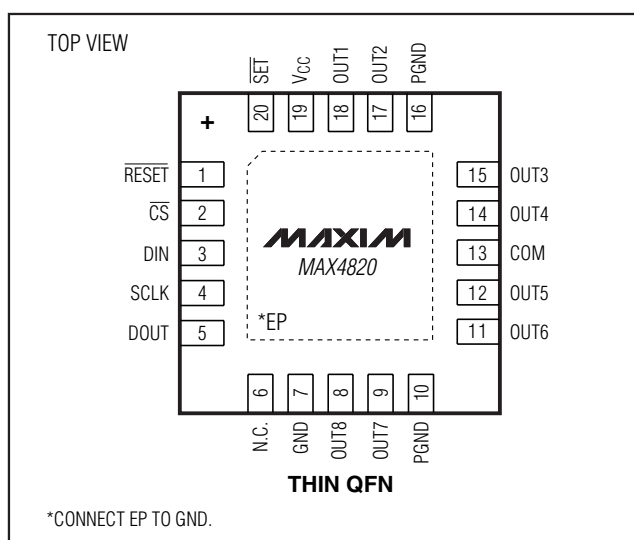 TOP VIEW
SET
VCC
OUT1
OUT2
PGND
20
19
18
17
16
+
RESET 1
CS 2
DIN 3
SCLK 4
DOUT 5
15 OUT3
14 OUT4
13 COM
12 OUT5
11 OUT6
MAXIM
MAX4820
*EP
6
7
8
9
10
N.C.
GND
OUT8
OUT7
PGND
THIN QFN
*CONNECT EP TO GND.